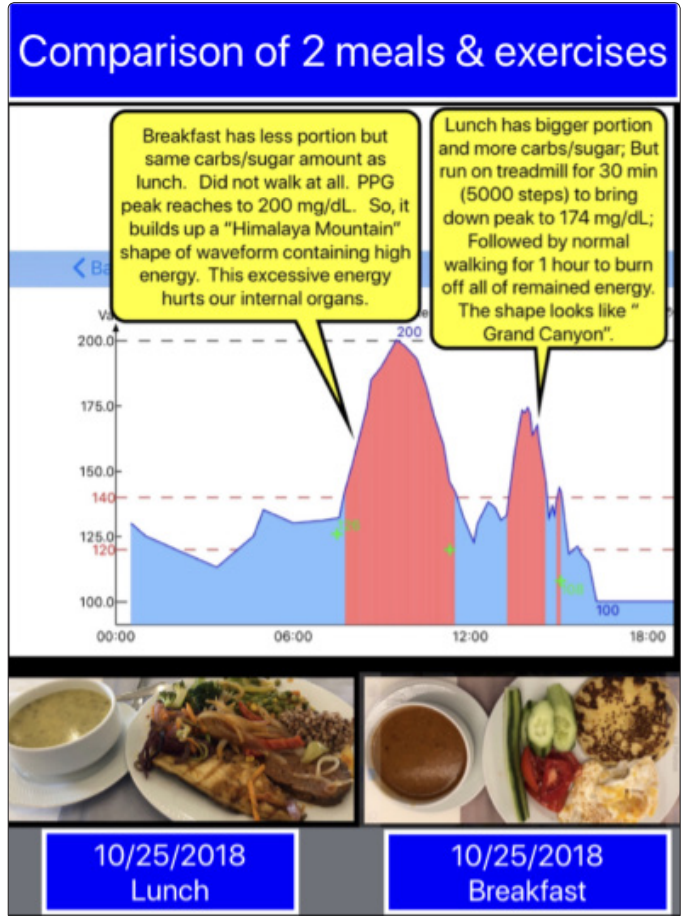 Comparison of 2 meals & exercises
Breakfast has less portion but
same carbs/sugar amount as
lunch. Did not walk at all. PPG
peak reaches to 200 mg/dL. So, it
builds up a “Himalaya Mountain”
shape of waveform containing high
energy. This excessive energy
hurts our internal organs.
Lunch has bigger portion
and more carbs/sugar; But
run on treadmill for 30 min
(5000 steps) to bring
down peak to 174 mg/dL;
Followed by normal
walking for 1 hour to burn
off all of remained energy.
The shape looks like “
Grand Canyon”.
Ba
Va
200
200.0
175.0
150.0
140
125.0
120
100.0
100
00:00
06:00
12:00
18:00
10/25/2018
Lunch
10/25/2018
Breakfast